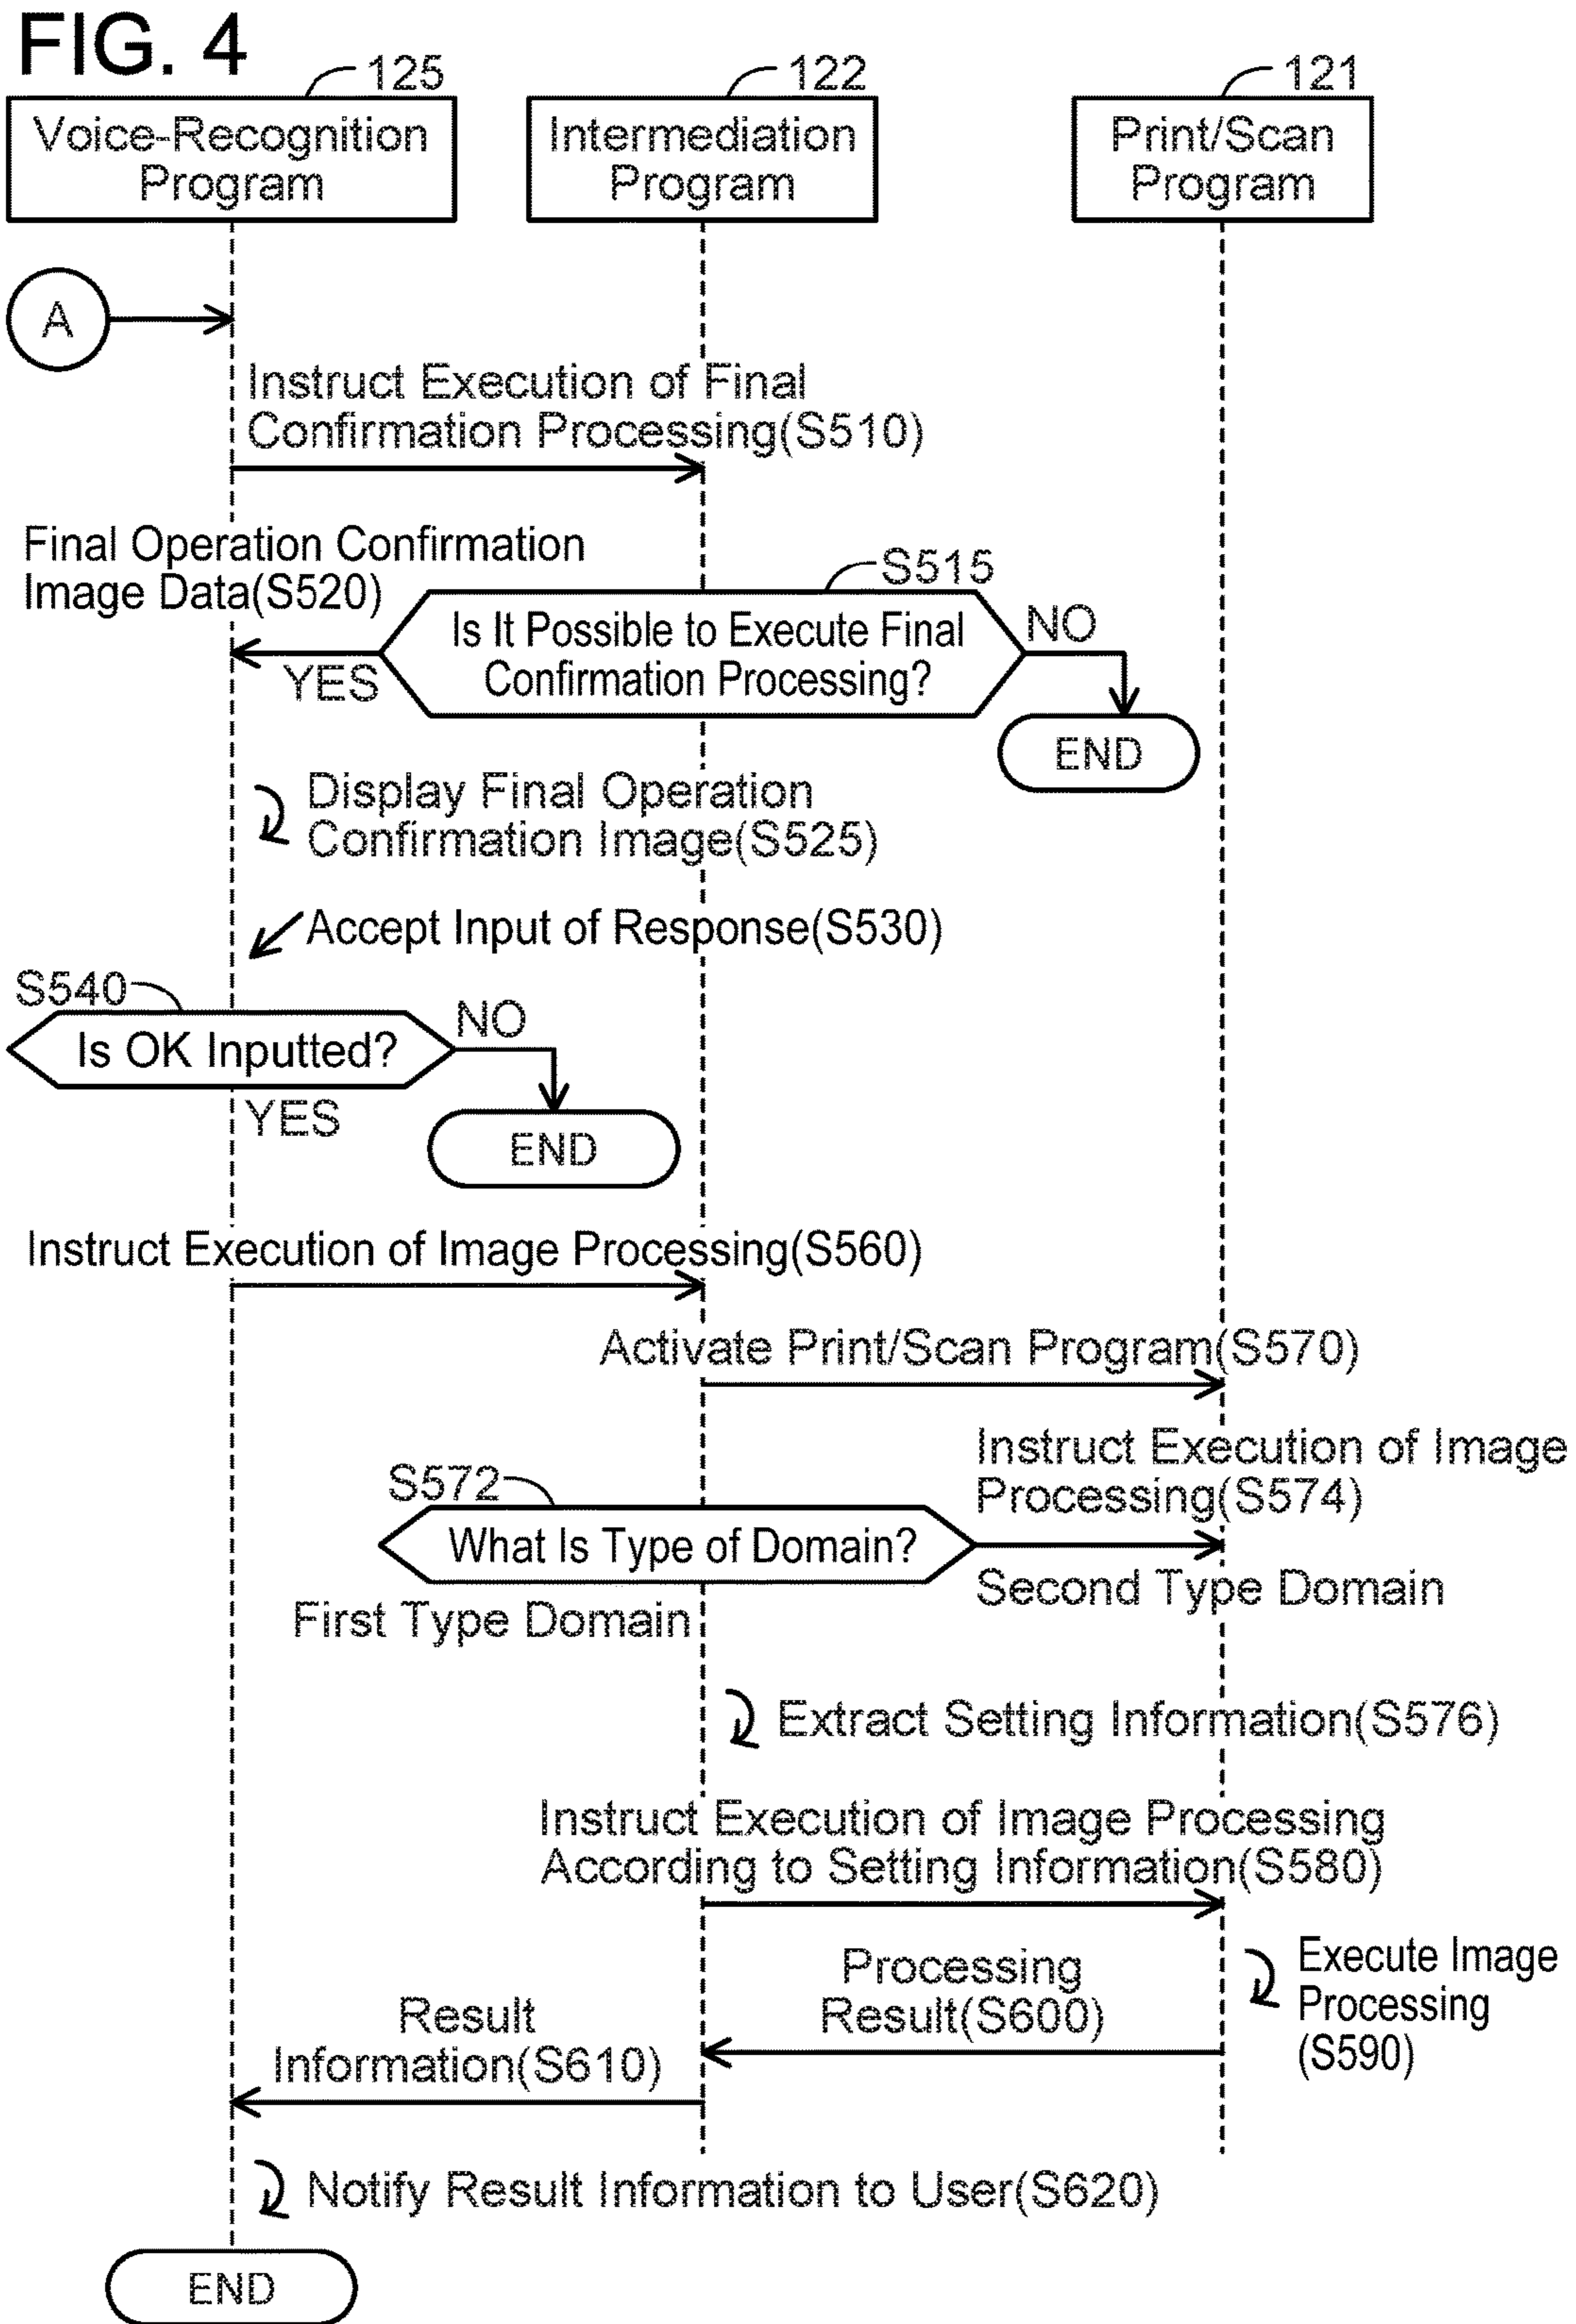 FIG. 4
125
122
121
Voice-Recognition
Program
Intermediation
Program
Print/Scan
Program
A
Instruct Execution of Final
Confirmation Processing(S510)
Final Operation Confirmation
Image Data(S520)
S515
Is It Possible to Execute Final
Confirmation Processing?
NO
YES
END
Display Final Operation
Confirmation Image(S525)
Accept Input of Response(S530)
S540
Is OK Inputted?
NO
YES
END
Instruct Execution of Image Processing(S560)
Activate Print/Scan Program(S570)
Instruct Execution of Image
Processing(S574)
S572
What Is Type of Domain?
Second Type Domain
First Type Domain
Extract Setting Information(S576)
Instruct Execution of Image Processing
According to Setting Information(S580)
Execute Image
Processing
(S590)
Processing
Result(S600)
Result
Information(S610)
Notify Result Information to User(S620)
END